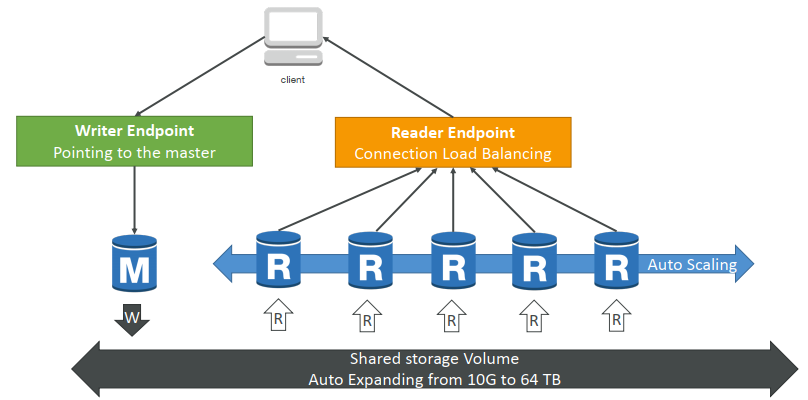 client
Writer Endpoint
Pointing to the master
Reader Endpoint
Connection Load Balancing
M
R
R
R
R
R
Auto Scaling
W
R
R
R
R
R
Shared storage Volume
Auto Expanding from 10G to 64 TB